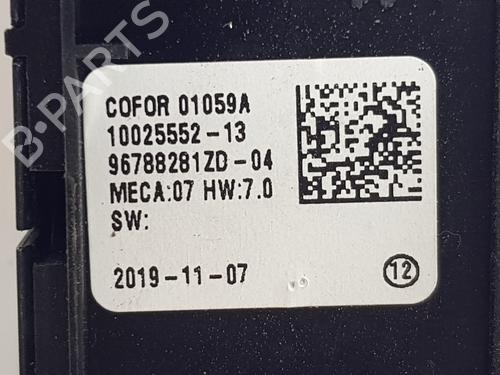 B-PARTS
COFOR 01059A
10025552-13
96788281ZD-04
MECA:07 HW:7.0
SW:
2019-11-07
12